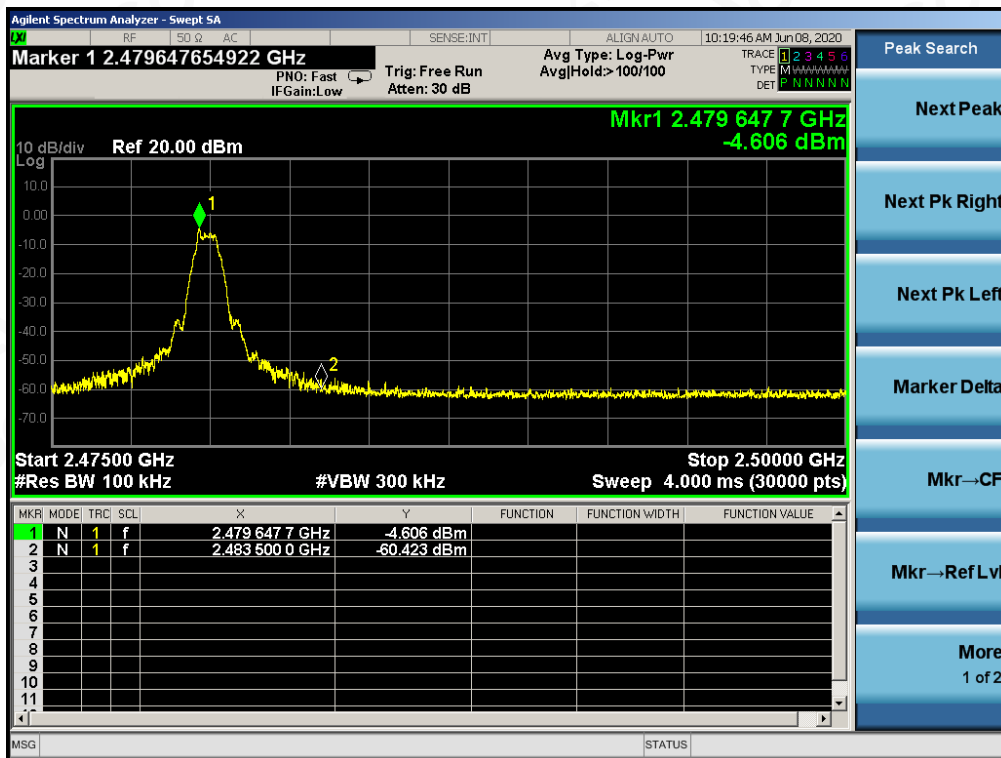 Agilent Spectrum Analyzer - Swept SA
LXI RF 50 Ω AC SENSE:INT ALIGN AUTO 10:19:46 AM Jun 08, 2020
Marker 1 2.479647654922 GHz
PNO: Fast
IFGain:Low
Trig: Free Run
Atten: 30 dB
Avg Type: Log-Pwr
Avg|Hold:>100/100
TRACE 1 2 3 4 5 6
TYPE M WWWWW
DET P N N N N N
Mkr1 2.479 647 7 GHz
-4.606 dBm
10 dB/div Ref 20.00 dBm
Log
10.0
0.00
-10.0
-20.0
-30.0
-40.0
-50.0
-60.0
-70.0
1
2
Start 2.47500 GHz Stop 2.50000 GHz
#Res BW 100 kHz #VBW 300 kHz Sweep 4.000 ms (30000 pts)
MKR MODE TRC SCL X Y FUNCTION FUNCTION WIDTH FUNCTION VALUE
1 N 1 f 2.479 647 7 GHz -4.606 dBm
2 N 1 f 2.483 500 0 GHz -60.423 dBm
3
4
5
6
7
8
9
10
11
MSG STATUS
Peak Search
Next Peak
Next Pk Right
Next Pk Left
Marker Delta
Mkr→CF
Mkr→Ref Lvl
More
1 of 2